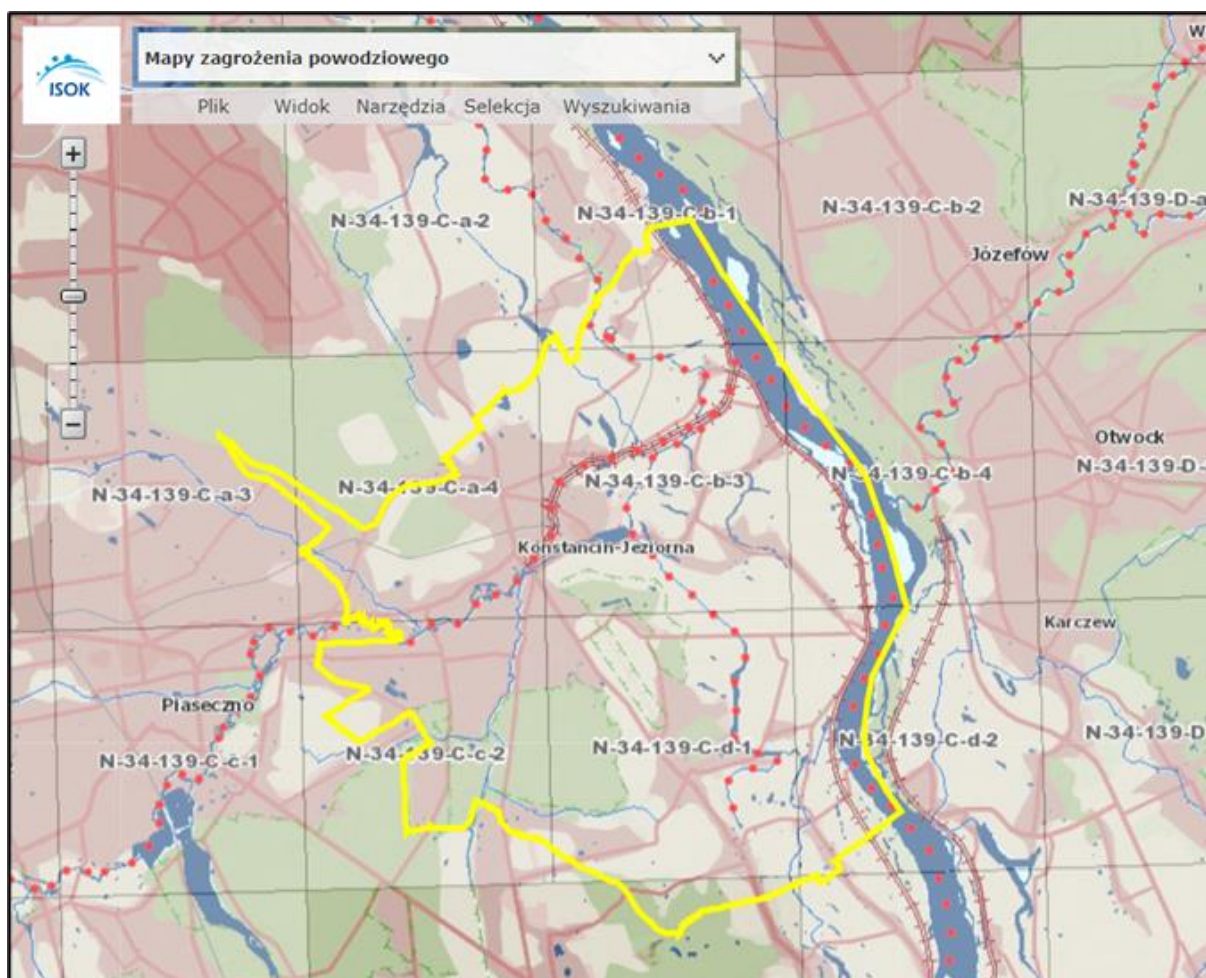 ISOK
Mapy zagrożenia powodziowego
Plik Widok Narzędzia Selekcja Wyszukiwania
W
N-34-139-C-a-2
N-34-139-C-b-1
N-34-139-C-b-2
N-34-139-D-a
Józefów
N-34-139-C-a-3
N-34-139-C-a-4
N-34-139-C-b-3
N-34-139-C-b-4
Otwock
N-34-139-D-
Konstancin-Jeziorna
Karczew
Piaseczno
N-34-139-C-c-1
N-34-139-C-c-2
N-34-139-C-d-1
N-34-139-C-d-2
N-34-139-D